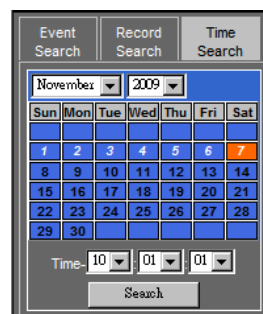 Event Search
Record Search
Time Search
November 2009
Sun Mon Tue Wed Thu Fri Sat
1 2 3 4 5 6 7
8 9 10 11 12 13 14
15 16 17 18 19 20 21
22 23 24 25 26 27 28
29 30
Time- 10 : 01 : 01
Search